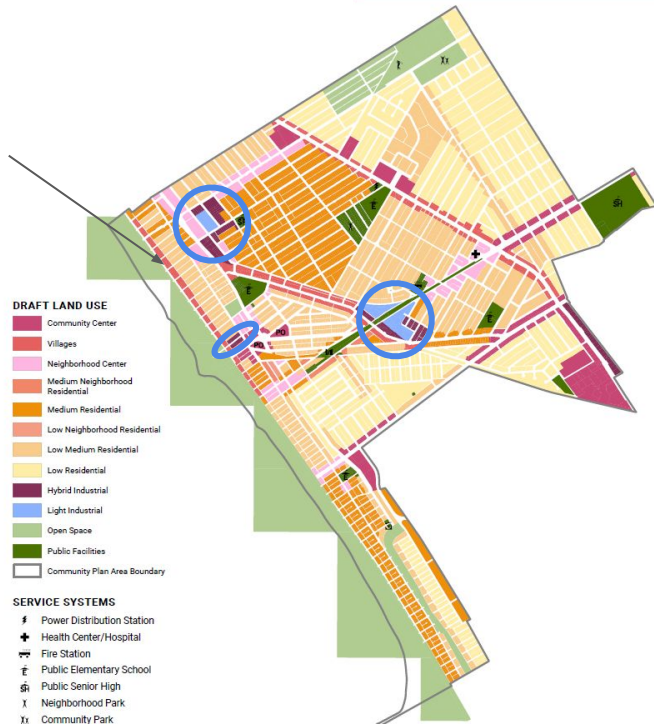 SH
E
E
PO
PO
E
E
DRAFT LAND USE
Community Center
Villages
Neighborhood Center
Medium Neighborhood
Residential
Medium Residential
Low Neighborhood Residential
Low Medium Residential
Low Residential
Hybrid Industrial
Light Industrial
Open Space
Public Facilities
Community Plan Area Boundary
SERVICE SYSTEMS
Power Distribution Station
Health Center/Hospital
Fire Station
E Public Elementary School
SH Public Senior High
Neighborhood Park
Community Park